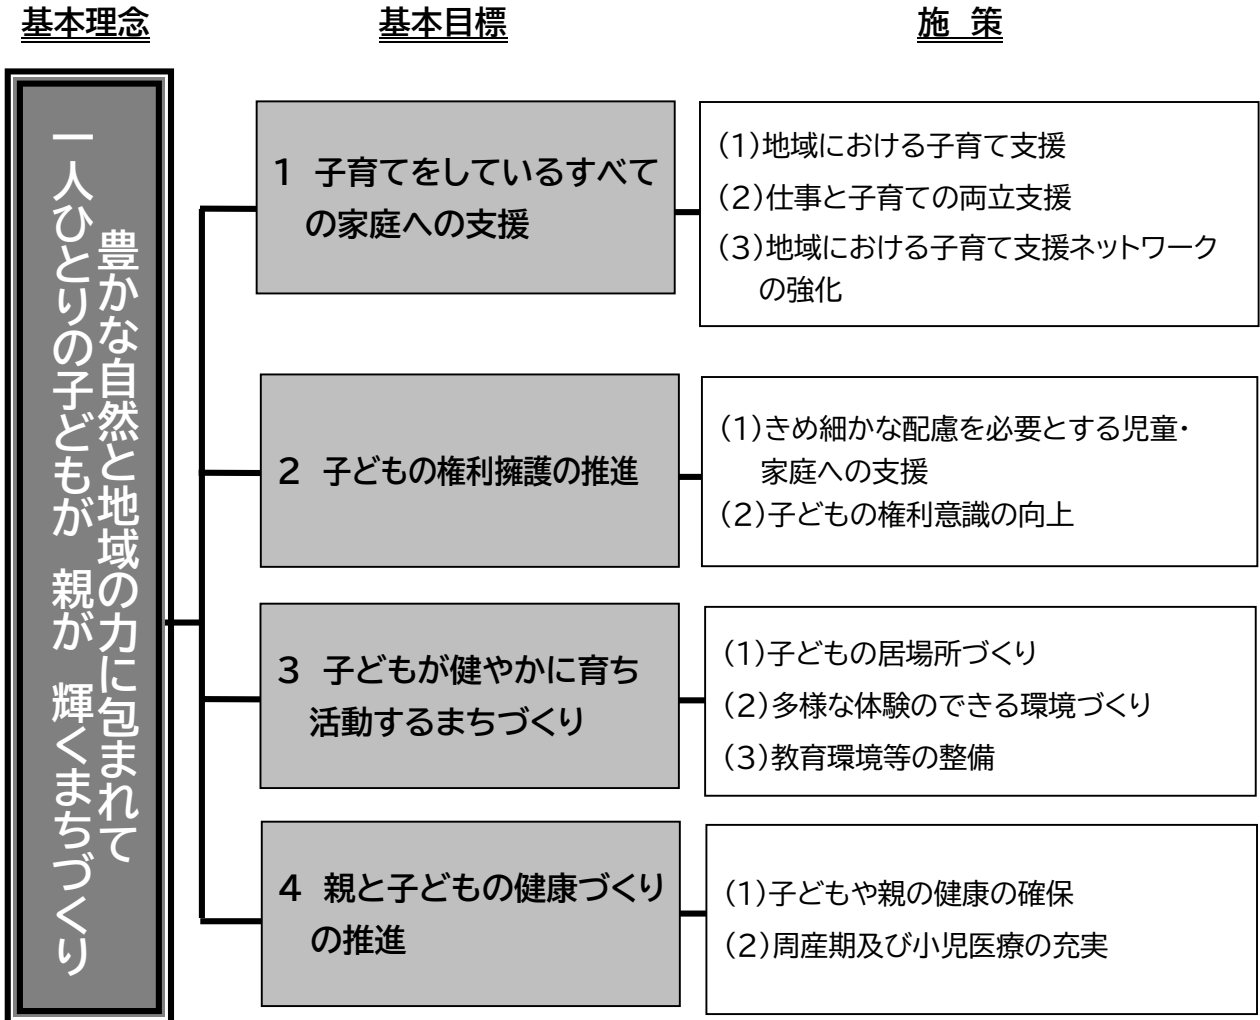 基本理念
基本目標
施 策
豊かな自然と地域の力に包まれて
一人ひとりの子どもが 親が 輝くまちづくり
1 子育てをしているすべて
の家庭への支援
(1)地域における子育て支援
(2)仕事と子育ての両立支援
(3)地域における子育て支援ネットワーク
の強化
2 子どもの権利擁護の推進
(1)きめ細かな配慮を必要とする児童・
家庭への支援
(2)子どもの権利意識の向上
3 子どもが健やかに育ち
活動するまちづくり
(1)子どもの居場所づくり
(2)多様な体験のできる環境づくり
(3)教育環境等の整備
4 親と子どもの健康づくり
の推進
(1)子どもや親の健康の確保
(2)周産期及び小児医療の充実